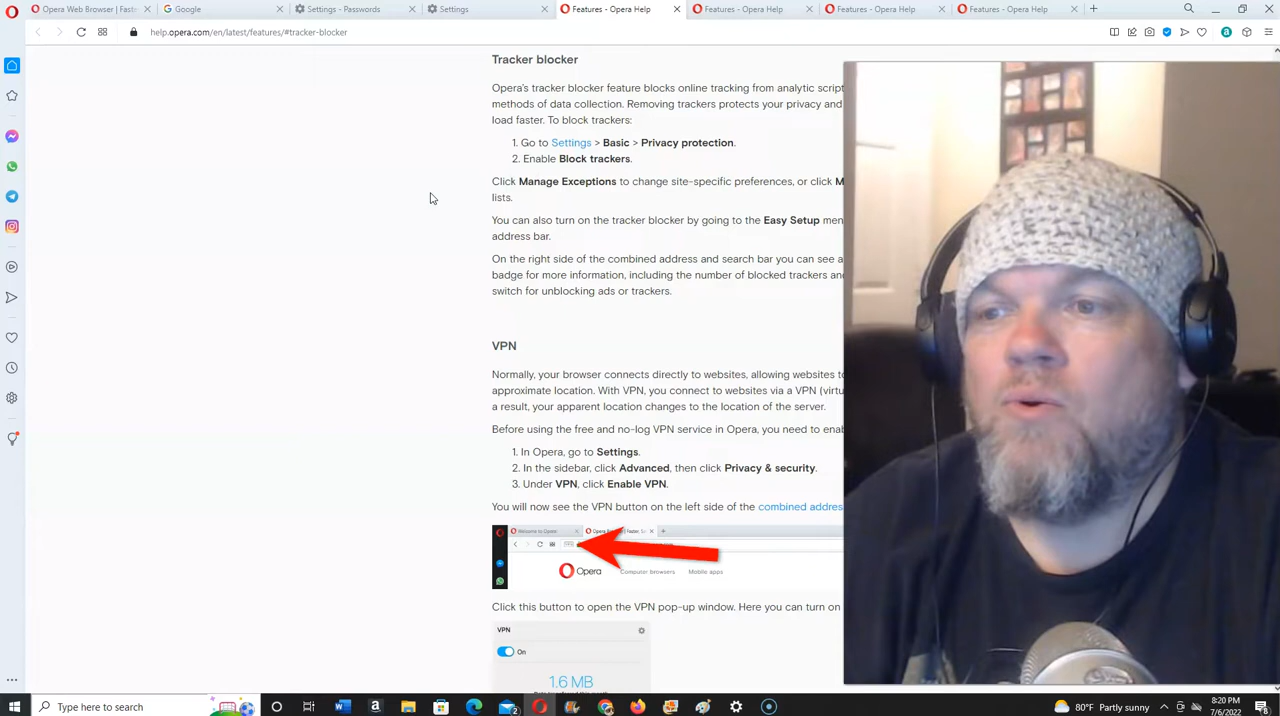 Opera Web Browser | Faste
Google
Settings - Passwords
Settings
Features - Opera Help
Features - Opera Help
Features - Opera Help
Features - Opera Help
help.opera.com/en/latest/features/#tracker-blocker
Tracker blocker
Opera's tracker blocker feature blocks online tracking from analytic script
methods of data collection. Removing trackers protects your privacy and
load faster. To block trackers:
1. Go to Settings > Basic > Privacy protection.
2. Enable Block trackers.
Click Manage Exceptions to change site-specific preferences, or click M
lists.
You can also turn on the tracker blocker by going to the Easy Setup men
address bar.
On the right side of the combined address and search bar you can see a
badge for more information, including the number of blocked trackers an
switch for unblocking ads or trackers.
VPN
Normally, your browser connects directly to websites, allowing websites to
approximate location. With VPN, you connect to websites via a VPN (virtu
a result, your apparent location changes to the location of the server.
Before using the free and no-log VPN service in Opera, you need to enab
1. In Opera, go to Settings.
2. In the sidebar, click Advanced, then click Privacy & security.
3. Under VPN, click Enable VPN.
You will now see the VPN button on the left side of the combined addres
Welcome to Opera
Opera
Computer browsers
Mobile apps
Click this button to open the VPN pop-up window. Here you can turn on
VPN
On
1.6 MB
Type here to search
80°F Partly sunny
8:20 PM
7/6/2022